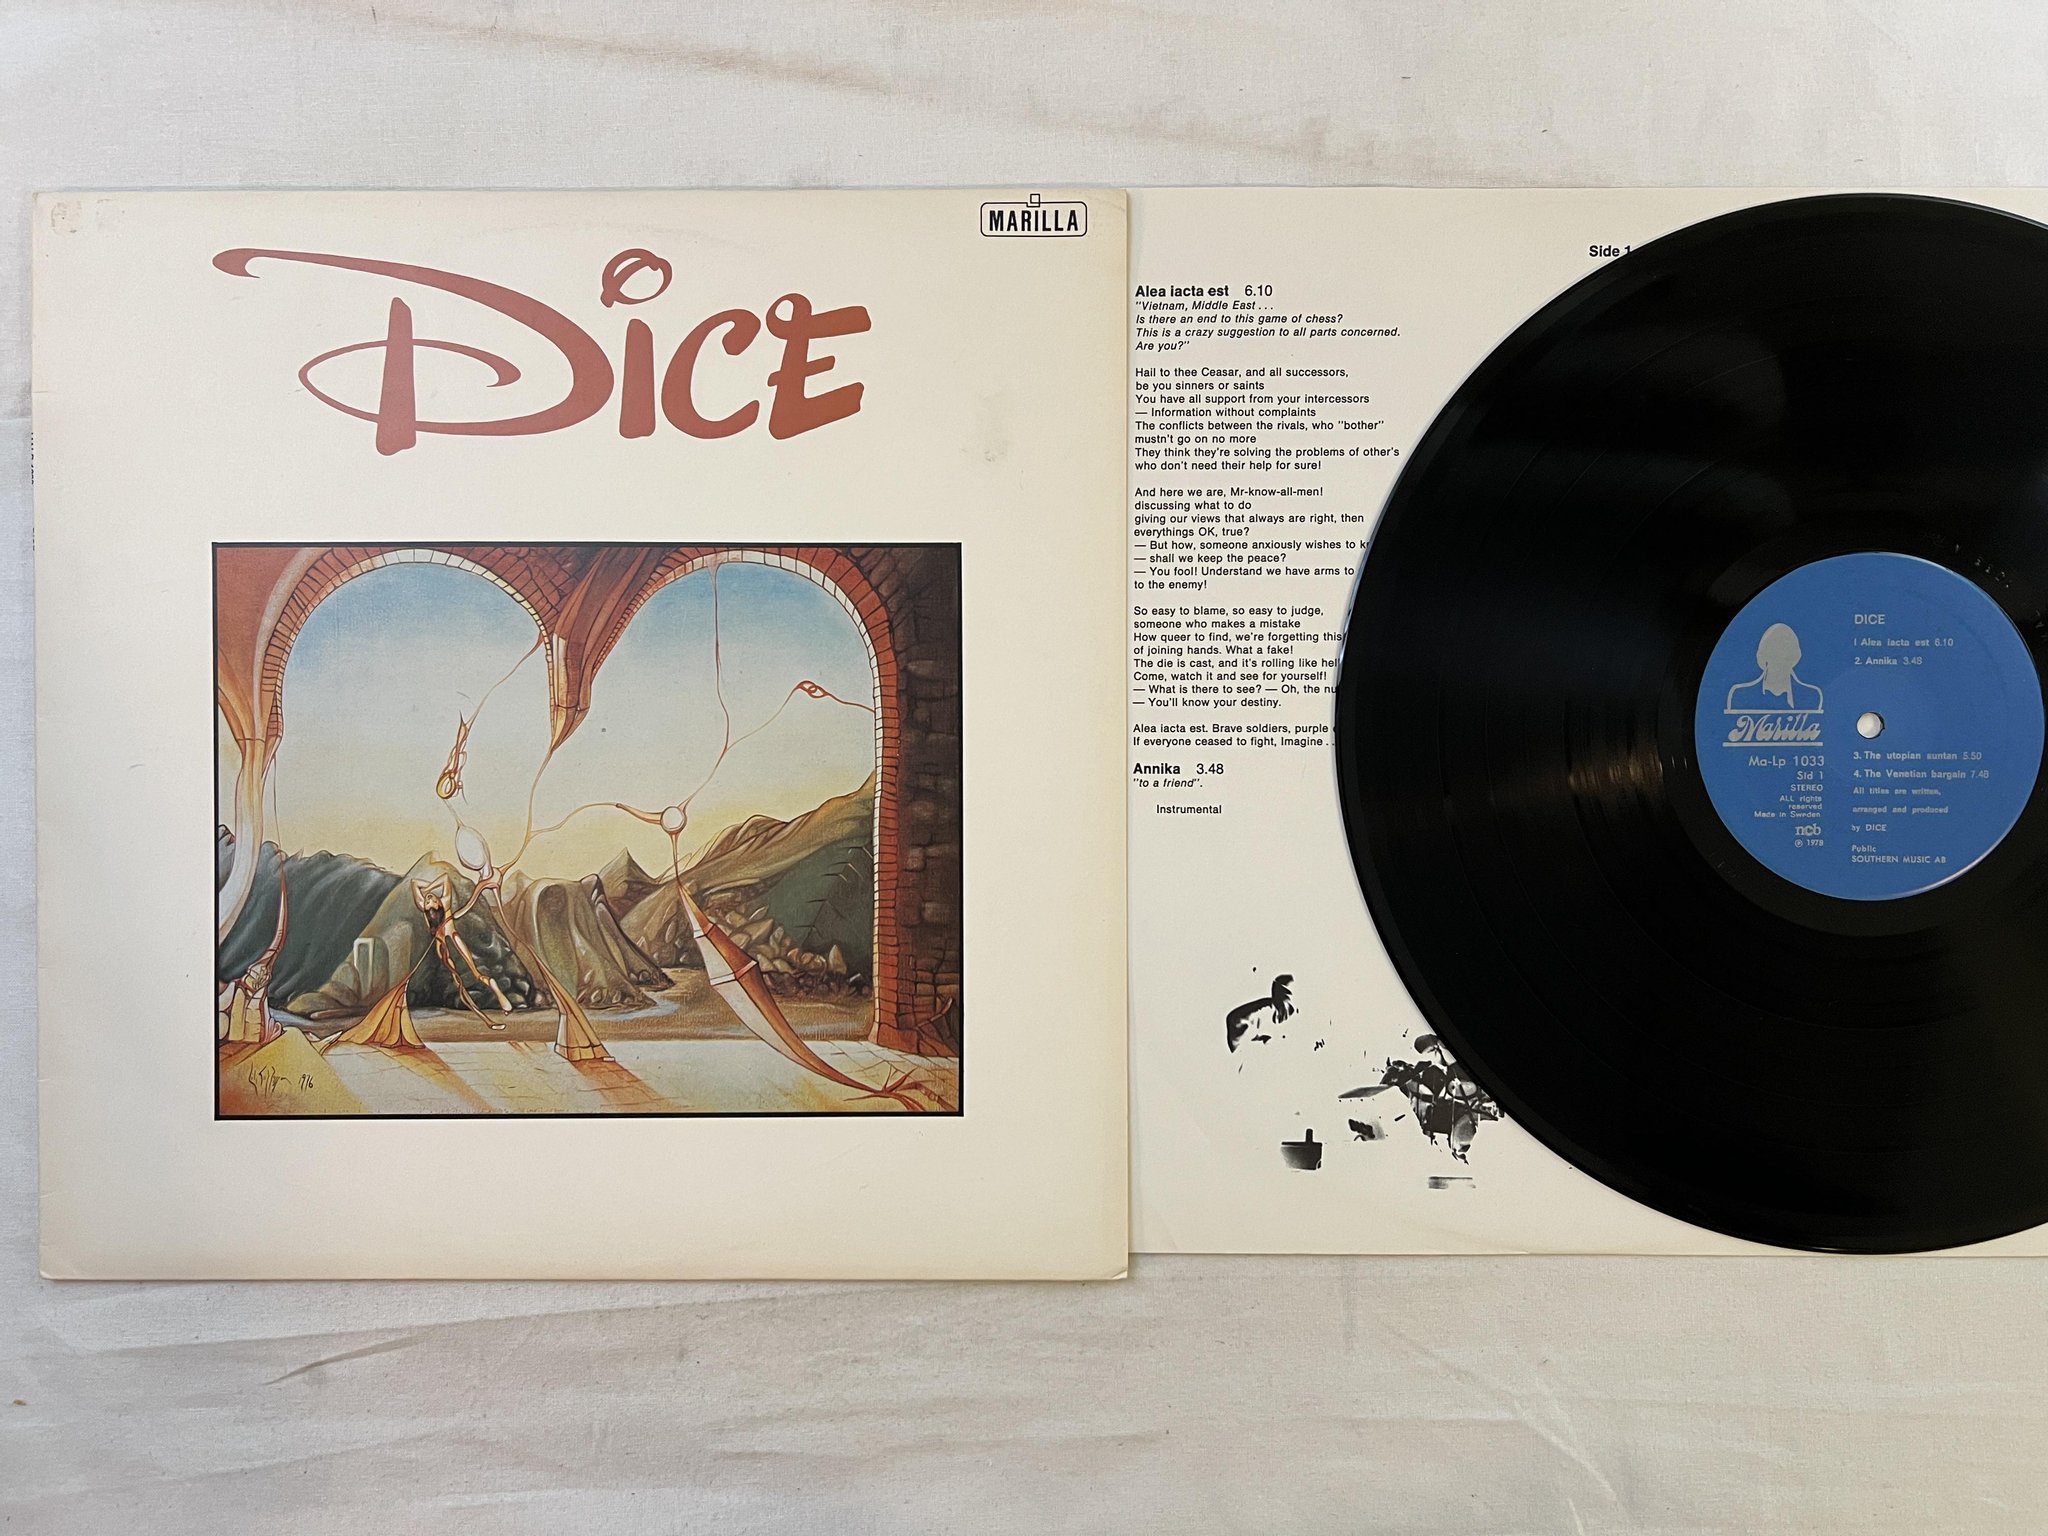 MARILLA
DICE
1976
Side 1
Alea iacta est 6.10
"Vietnam, Middle East . . .
Is there an end to this game of chess?
This is a crazy suggestion to all parts concerned.
Are you?"
Hail to thee Ceasar, and all successors,
be you sinners or saints
You have all support from your intercessors
— Information without complaints
The conflicts between the rivals, who "bother"
mustn't go on no more
They think they're solving the problems of other's
who don't need their help for sure!
And here we are, Mr-know-all-men!
discussing what to do
giving our views that always are right, then
everythings OK, true?
— But how, someone anxiously wishes to
— shall we keep the peace?
— You fool! Understand we have arms to
to the enemy!
So easy to blame, so easy to judge,
someone who makes a mistake
How queer to find, we're forgetting this
of joining hands. What a fake!
The die is cast, and it's rolling like
Come, watch it and see for yourself!
— What is there to see? — Oh, the
— You'll know your destiny.
Alea iacta est. Brave soldiers, purple
If everyone ceased to fight, Imagine . .
Annika 3.48
"to a friend".
Instrumental
DICE
1 Alea iacta est 6.10
2. Annika 3.48
Marilla
Ma-Lp 1033
Sid 1
STEREO
ALL rights
reserved
Made in Sweden
ncb
℗ 1978
3. The utopian suntan 5.50
4. The Venetian bargain 7.48
All titles are written,
arranged and produced
by DICE
Public
SOUTHERN MUSIC AB